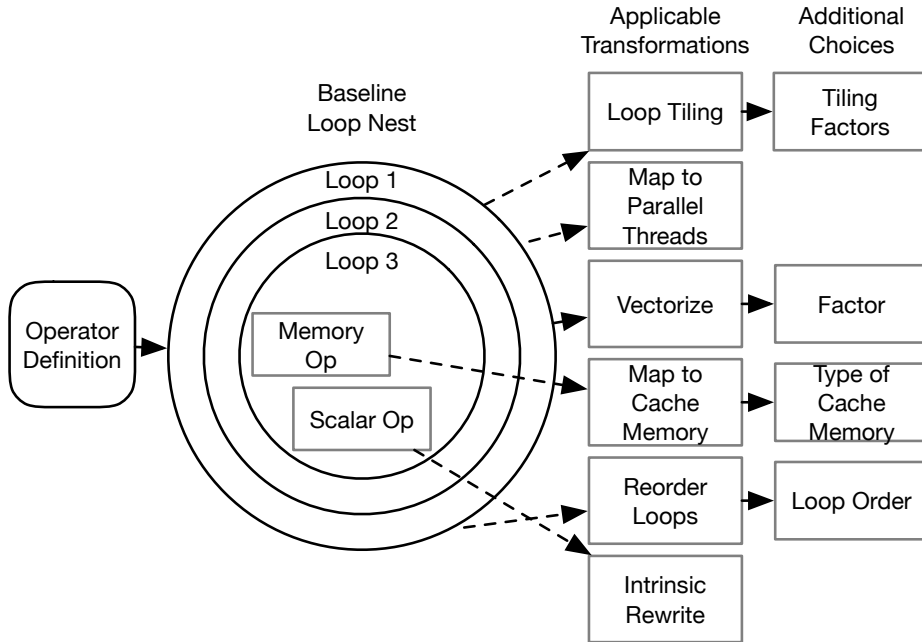 Applicable
Transformations
Additional
Choices
Baseline
Loop Nest
Operator
Definition
Loop 1
Loop 2
Loop 3
Memory
Op
Scalar Op
Loop Tiling
Tiling
Factors
Map to
Parallel
Threads
Vectorize
Factor
Map to
Cache
Memory
Type of
Cache
Memory
Reorder
Loops
Loop Order
Intrinsic
Rewrite